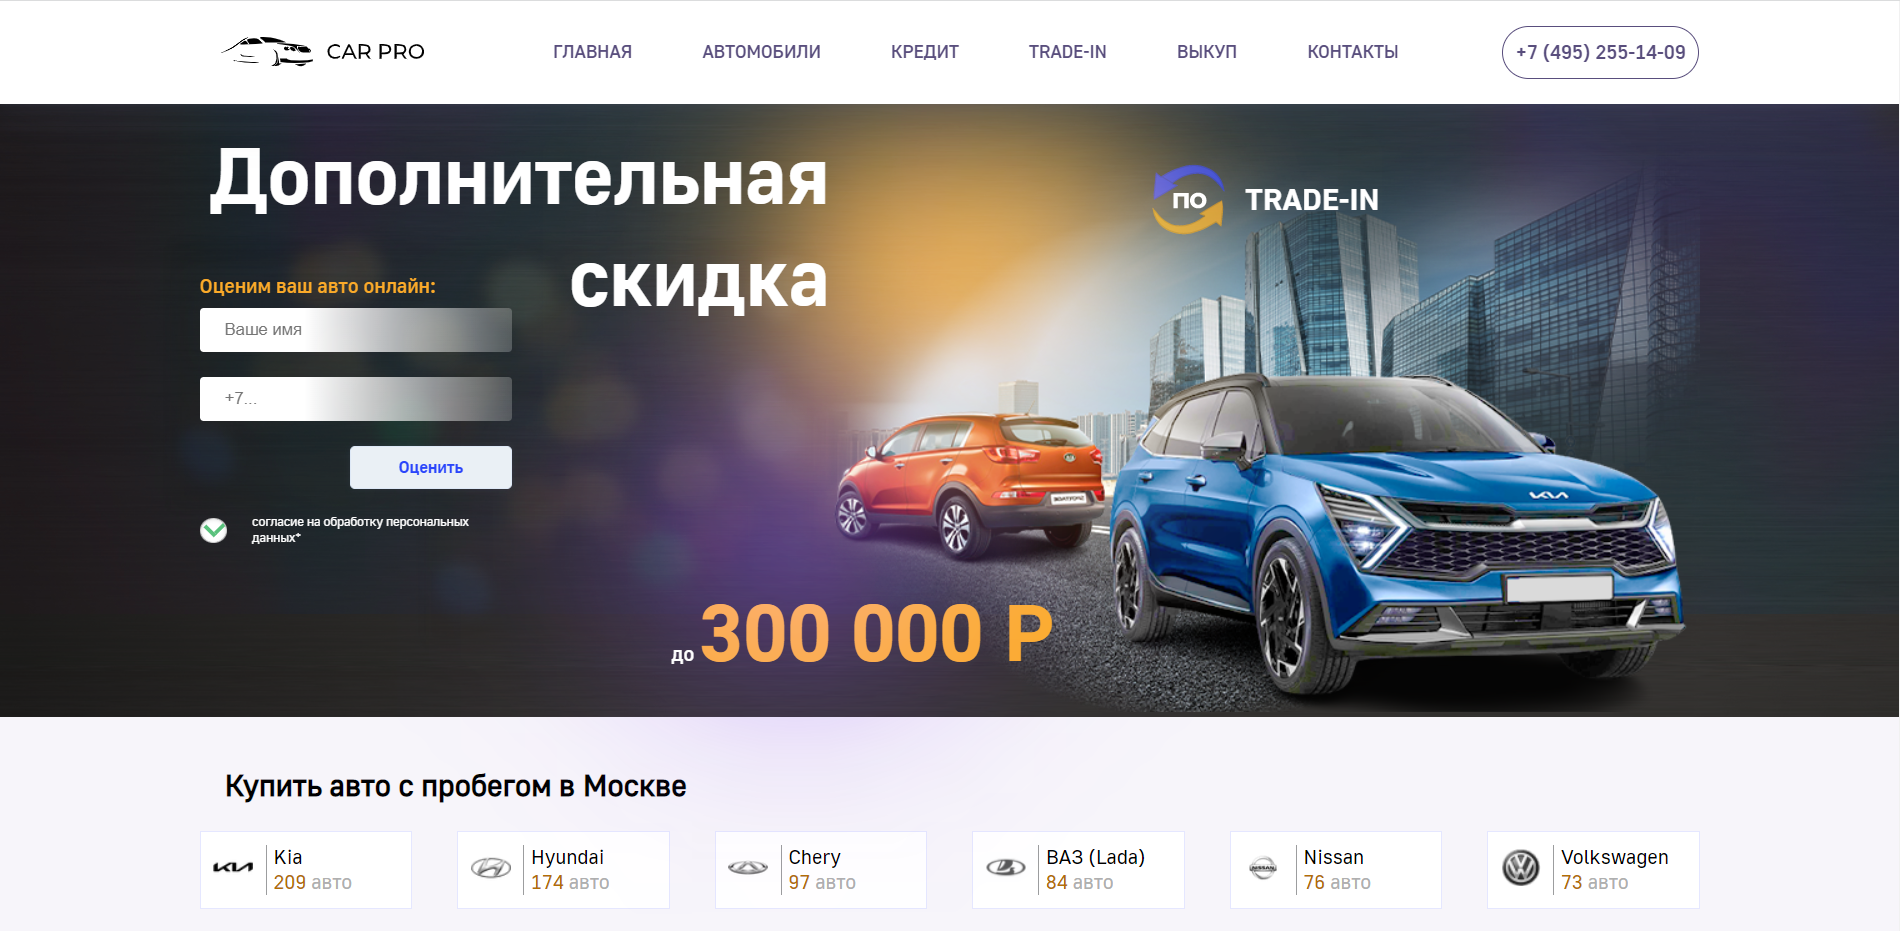 CAR PRO
ГЛАВНАЯ
АВТОМОБИЛИ
КРЕДИТ
TRADE-IN
ВЫКУП
КОНТАКТЫ
+7 (495) 255-14-09
Дополнительная
скидка
ПО
TRADE-IN
Оценим ваш авто онлайн:
Ваше имя
+7...
Оценить
согласие на обработку персональных
данных*
до 300 000 Р
Купить авто с пробегом в Москве
Kia
209 авто
Hyundai
174 авто
Chery
97 авто
ВАЗ (Lada)
84 авто
NISSAN
Nissan
76 авто
Volkswagen
73 авто